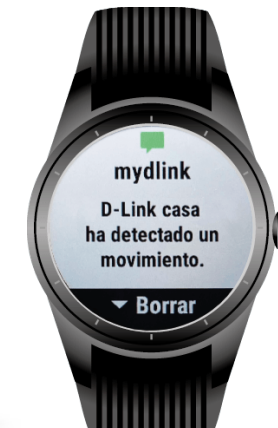 mydlink
D-Link casa
ha detectado un
movimiento.
Borrar